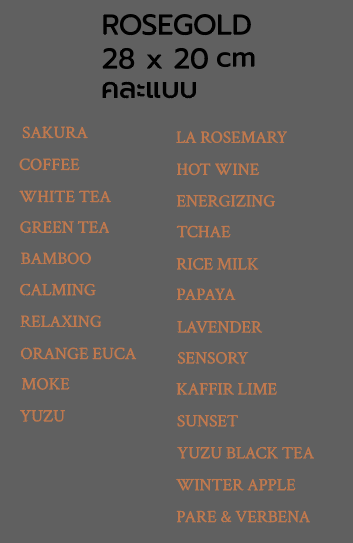 ROSEGOLD
28 x 20 cm
คละแบบ
SAKURA
COFFEE
WHITE TEA
GREEN TEA
BAMBOO
CALMING
RELAXING
ORANGE EUCA
MOKE
YUZU
LA ROSEMARY
HOT WINE
ENERGIZING
TCHAE
RICE MILK
PAPAYA
LAVENDER
SENSORY
KAFFIR LIME
SUNSET
YUZU BLACK TEA
WINTER APPLE
PARE & VERBENA